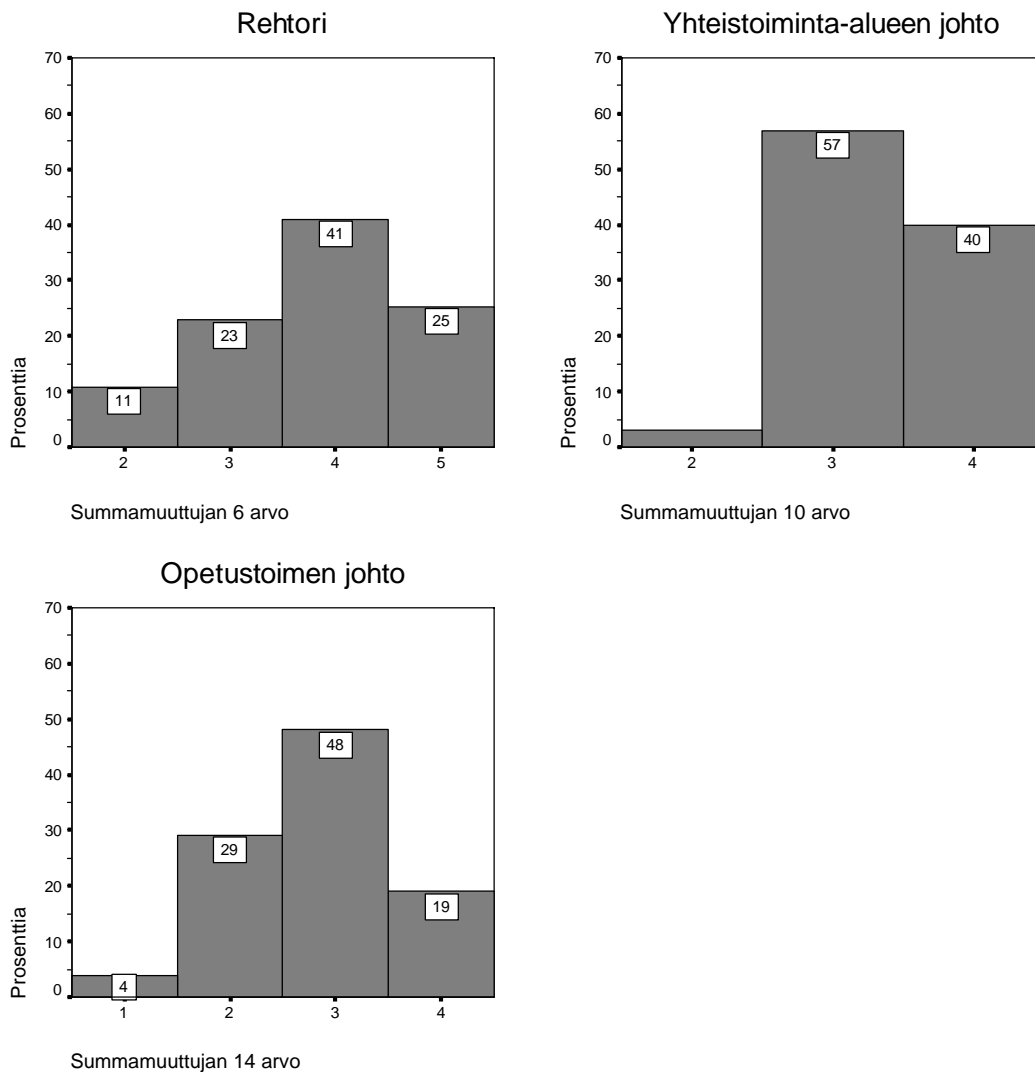 Rehtori
70
60
50
40
30
20
10
0
Prosenttia
11
23
41
25
2 3 4 5
Summamuuttujan 6 arvo
Yhteistoiminta-alueen johto
70
60
50
40
30
20
10
0
Prosenttia
57
40
2 3 4
Summamuuttujan 10 arvo
Opetustoimen johto
70
60
50
40
30
20
10
0
Prosenttia
4
29
48
19
1 2 3 4
Summamuuttujan 14 arvo